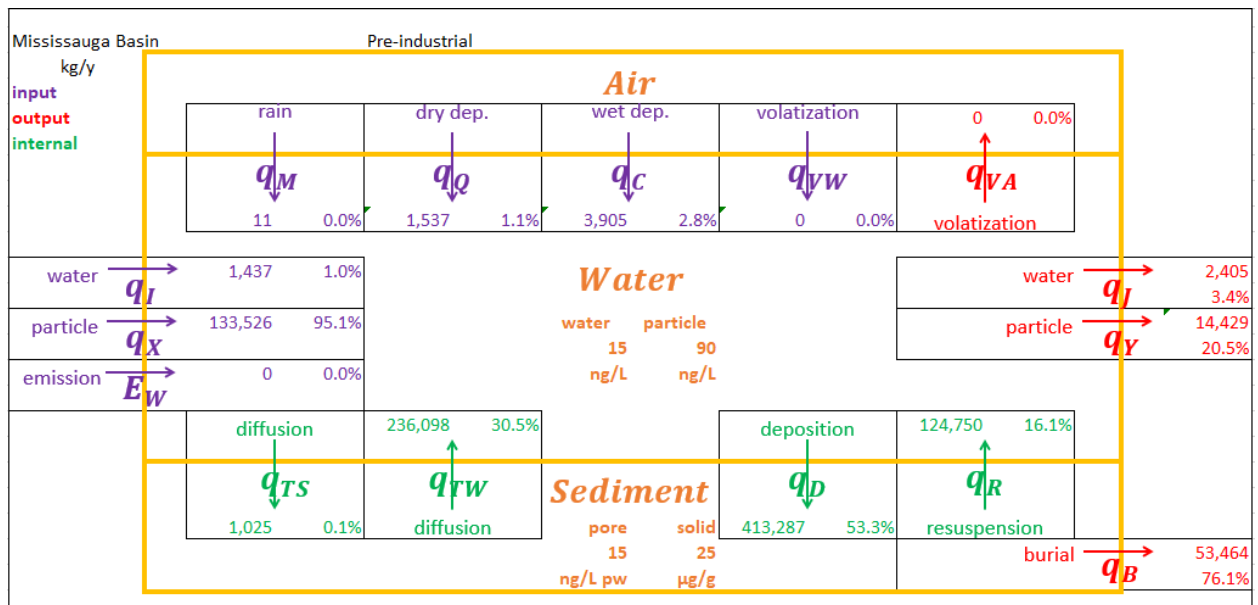 Mississauga Basin Pre-industrial
kg/y
input
output
internal
Air
rain dry dep. wet dep. volatization 0 0.0%
qM qQ qC qVW qVA
11 0.0% 1,537 1.1% 3,905 2.8% 0 0.0% volatization
water 1,437 1.0%
qI
particle 133,526 95.1%
qX
emission 0 0.0%
EW
Water
water particle
15 90
ng/L ng/L
water 2,405
qJ 3.4%
particle 14,429
qY 20.5%
diffusion 236,098 30.5% deposition 124,750 16.1%
qTS qTW qD qR
1,025 0.1% diffusion 413,287 53.3% resuspension
Sediment
pore solid
15 25
ng/L pw µg/g
burial 53,464
qB 76.1%